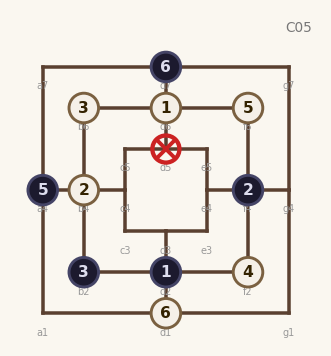 C05
6
a7 d7 g7
3 1 5
b6 d6 f6
c5 d5 e5
5 2 2
a4 b4 c4 e4 f4 g4
c3 d3 e3
3 1 4
b2 d2 f2
6
a1 d1 g1